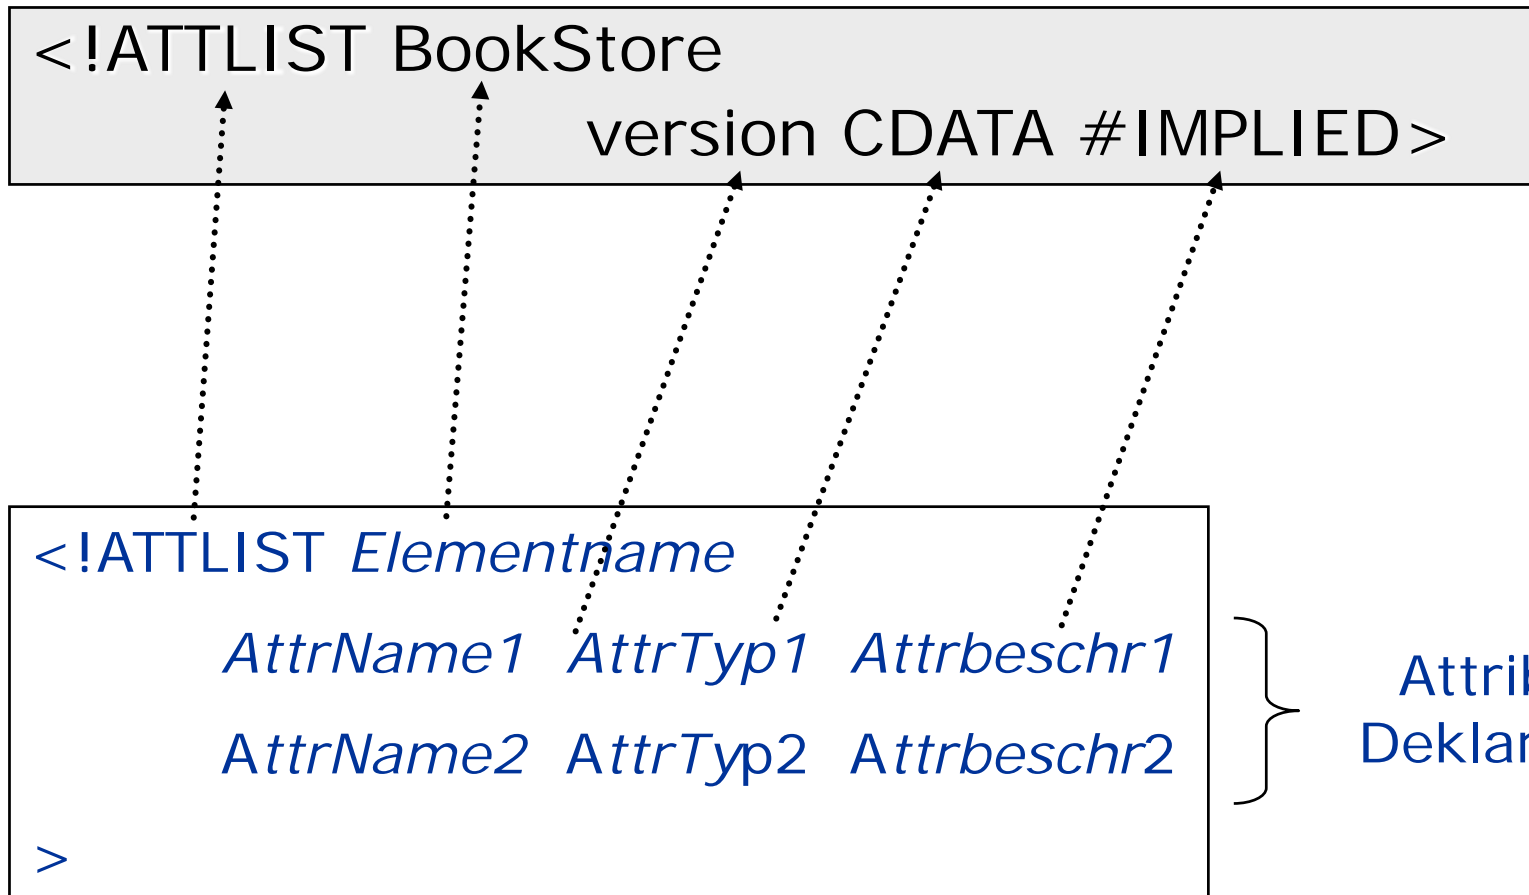 <!ATTLIST BookStore
version CDATA #IMPLIED>
<!ATTLIST Elementname
AttrName1 AttrTyp1 Attrbeschr1
AttrName2 AttrTyp2 Attrbeschr2
>